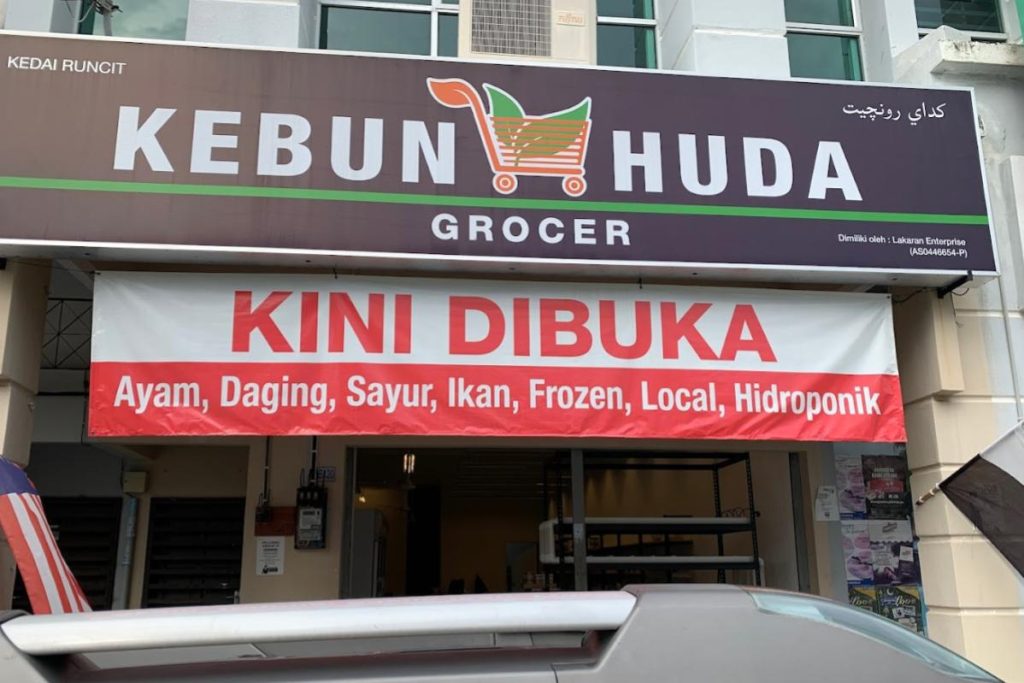 KEDAI RUNCIT
كداي رونچيت
KEBUN HUDA
GROCER
Dimiliki oleh : Lakaran Enterprise
(AS0446654-P)
KINI DIBUKA
Ayam, Daging, Sayur, Ikan, Frozen, Local, Hidroponik